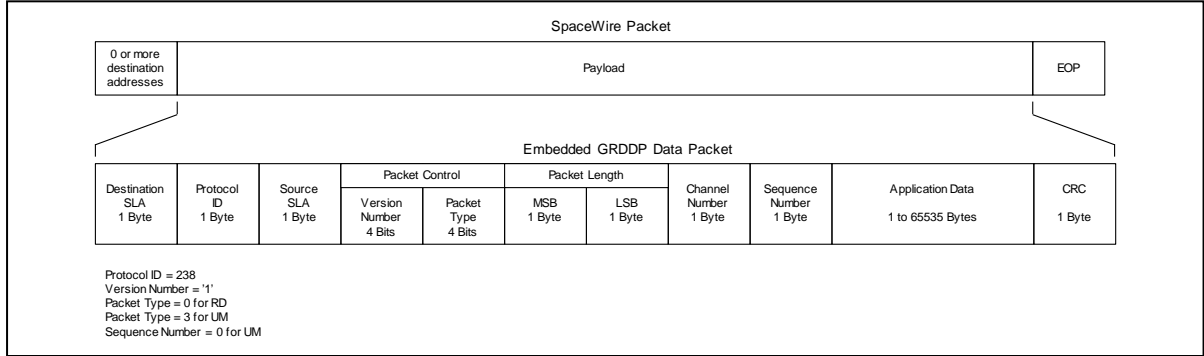 SpaceWire Packet
0 or more
destination
addresses
Payload
EOP
Embedded GRDDP Data Packet
Destination
SLA
1 Byte
Protocol
ID
1 Byte
Source
SLA
1 Byte
Packet Control
Version
Number
4 Bits
Packet
Type
4 Bits
Packet Length
MSB
1 Byte
LSB
1 Byte
Channel
Number
1 Byte
Sequence
Number
1 Byte
Application Data
1 to 65535 Bytes
CRC
1 Byte
Protocol ID = 238
Version Number = '1'
Packet Type = 0 for RD
Packet Type = 3 for UM
Sequence Number = 0 for UM